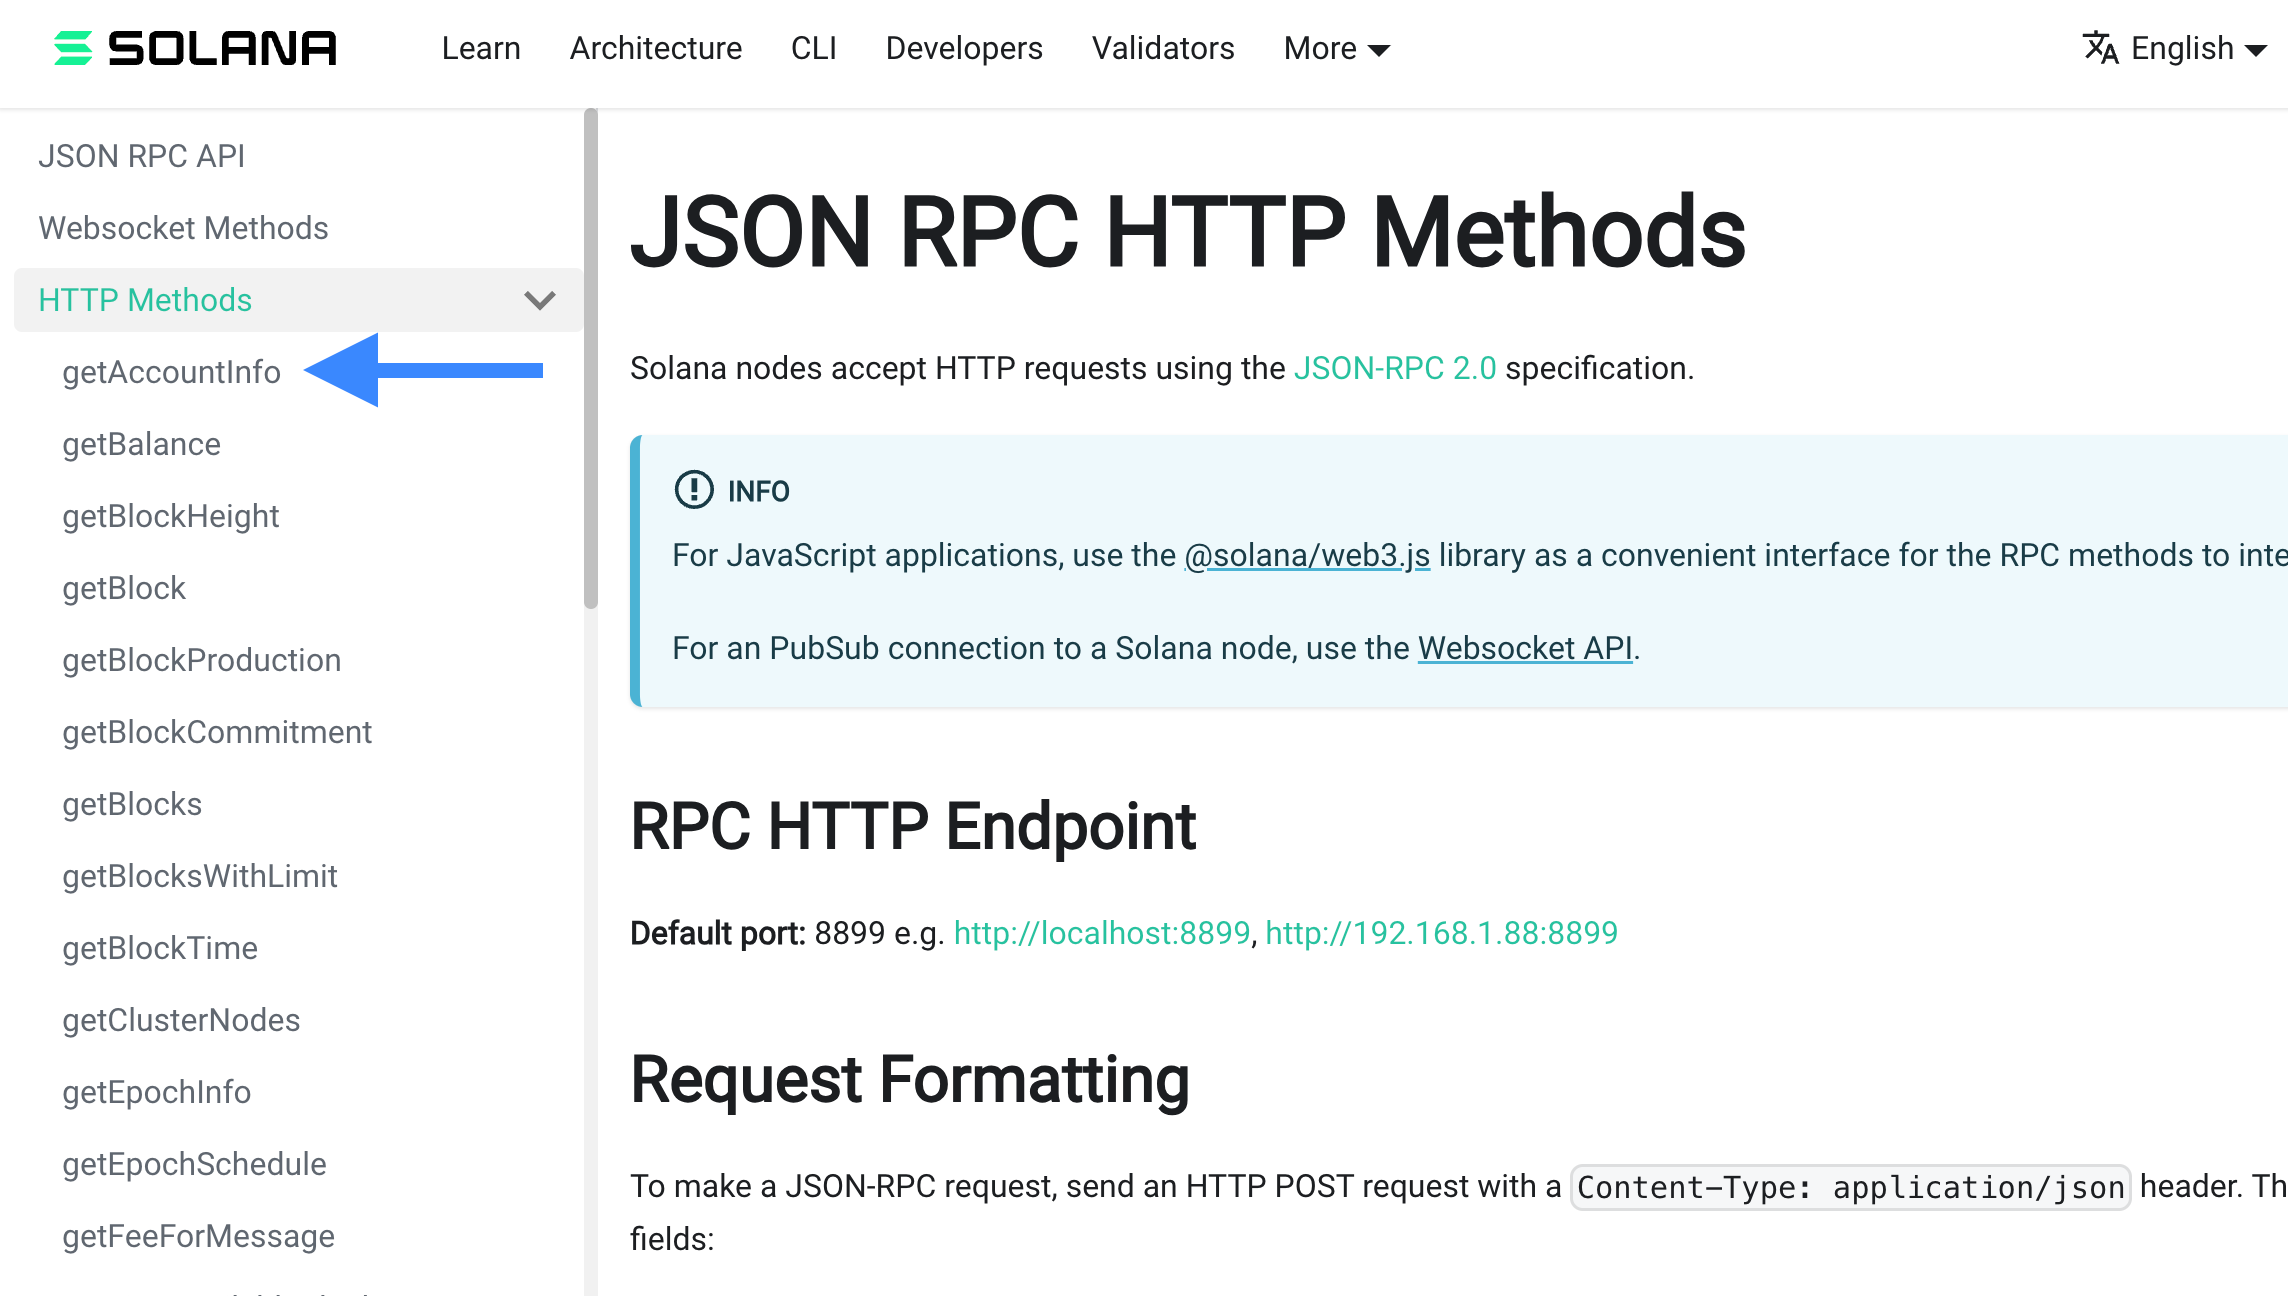 SOLANA
Learn Architecture CLI Developers Validators More English
JSON RPC API
Websocket Methods
HTTP Methods
getAccountInfo
getBalance
getBlockHeight
getBlock
getBlockProduction
getBlockCommitment
getBlocks
getBlocksWithLimit
getBlockTime
getClusterNodes
getEpochInfo
getEpochSchedule
getFeeForMessage
JSON RPC HTTP Methods
Solana nodes accept HTTP requests using the JSON-RPC 2.0 specification.
INFO
For JavaScript applications, use the @solana/web3.js library as a convenient interface for the RPC methods to inte
For an PubSub connection to a Solana node, use the Websocket API.
RPC HTTP Endpoint
Default port: 8899 e.g. http://localhost:8899, http://192.168.1.88:8899
Request Formatting
To make a JSON-RPC request, send an HTTP POST request with a Content-Type: application/json header. Th
fields: